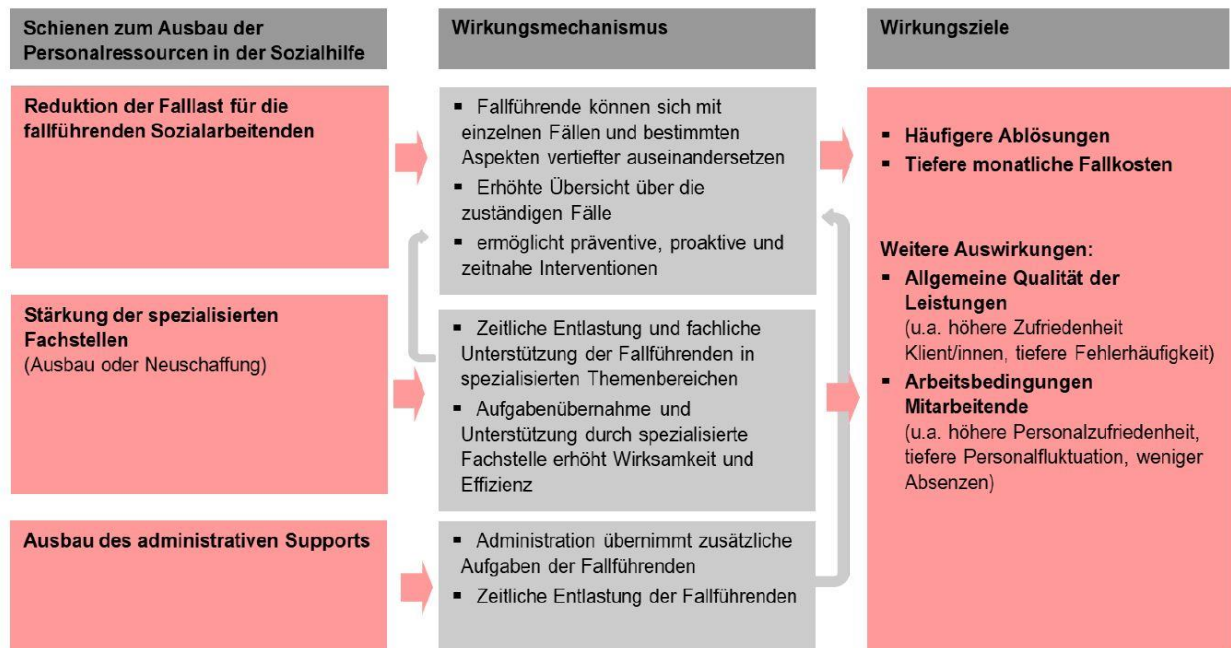 Schienen zum Ausbau der
Personalressourcen in der Sozialhilfe
Wirkungsmechanismus
Wirkungsziele
Reduktion der Falllast für die
fallführenden Sozialarbeitenden
▪ Fallführende können sich mit
einzelnen Fällen und bestimmten
Aspekten vertiefter auseinandersetzen
▪ Erhöhte Übersicht über die
zuständigen Fälle
▪ ermöglicht präventive, proaktive und
zeitnahe Interventionen
Stärkung der spezialisierten
Fachstellen
(Ausbau oder Neuschaffung)
▪ Zeitliche Entlastung und fachliche
Unterstützung der Fallführenden in
spezialisierten Themenbereichen
▪ Aufgabenübernahme und
Unterstützung durch spezialisierte
Fachstelle erhöht Wirksamkeit und
Effizienz
Ausbau des administrativen Supports
▪ Administration übernimmt zusätzliche
Aufgaben der Fallführenden
▪ Zeitliche Entlastung der Fallführenden
▪ Häufigere Ablösungen
▪ Tiefere monatliche Fallkosten
Weitere Auswirkungen:
▪ Allgemeine Qualität der
Leistungen
(u.a. höhere Zufriedenheit
Klient/innen, tiefere Fehlerhäufigkeit)
▪ Arbeitsbedingungen
Mitarbeitende
(u.a. höhere Personalzufriedenheit,
tiefere Personalfluktuation, weniger
Absenzen)